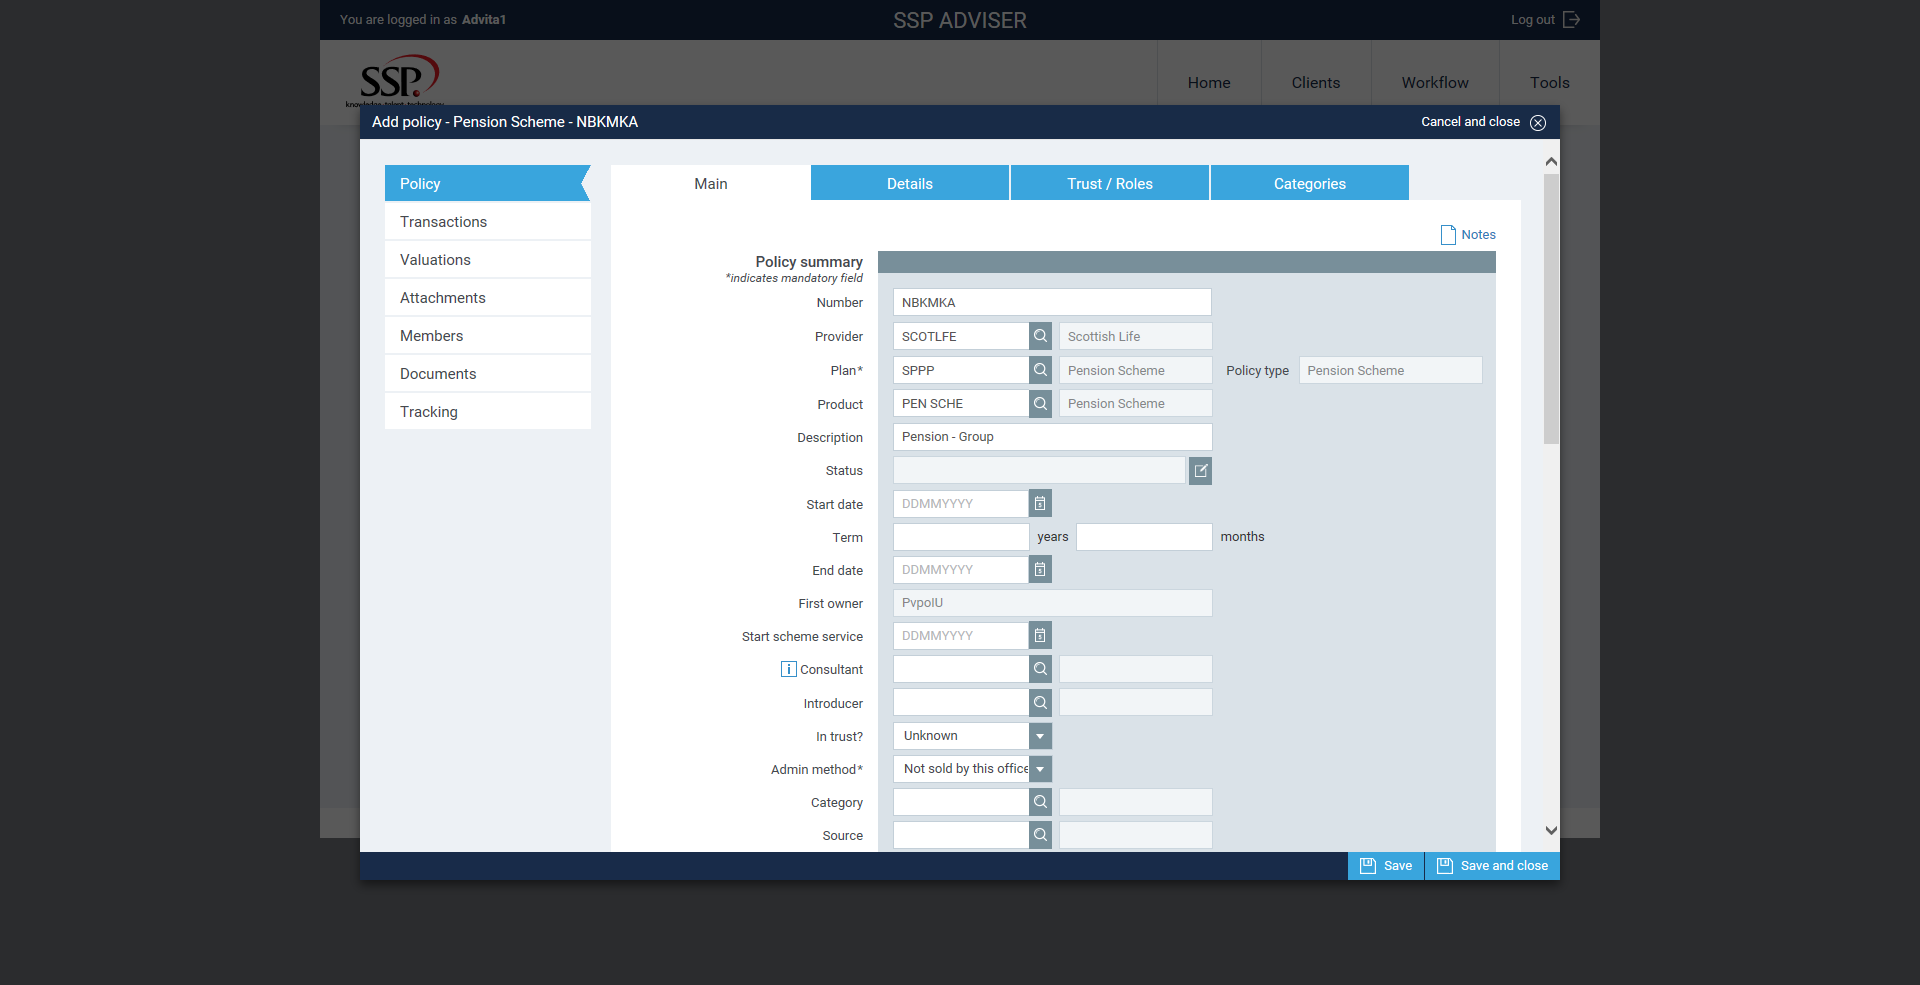 You are logged in as Advita1
SSP ADVISER
Log out
SSP
knowledge-talent-technology
Home
Clients
Workflow
Tools
Add policy - Pension Scheme - NBKMKA
Cancel and close
Policy
Transactions
Valuations
Attachments
Members
Documents
Tracking
Main
Details
Trust / Roles
Categories
Notes
Policy summary
*indicates mandatory field
Number NBKMKA
Provider SCOTLFE Scottish Life
Plan* SPPP Pension Scheme Policy type Pension Scheme
Product PEN SCHE Pension Scheme
Description Pension - Group
Status
Start date DDMMYYYY
Term years months
End date DDMMYYYY
First owner PvpolU
Start scheme service DDMMYYYY
i Consultant
Introducer
In trust? Unknown
Admin method* Not sold by this office
Category
Source
Save
Save and close